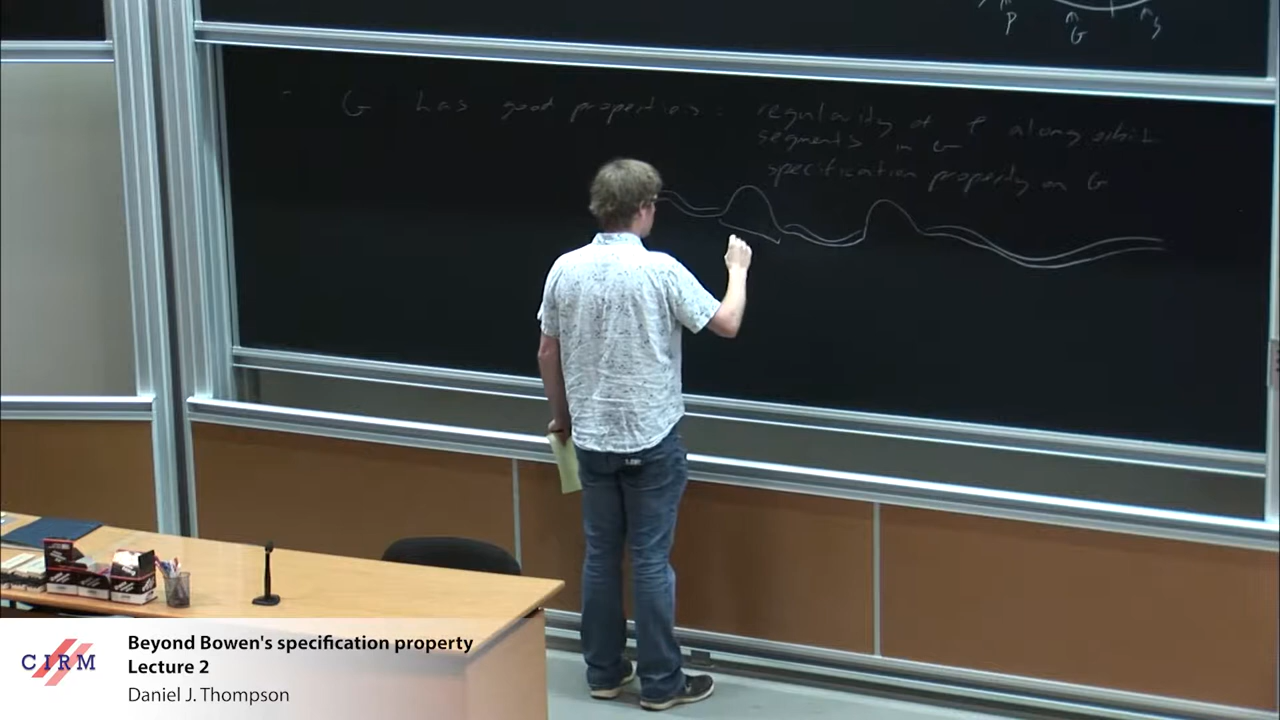 P
G
S
G has good properties: regularity of φ along orbit
segments in G
specification property on G
CIRM
Beyond Bowen's specification property
Lecture 2
Daniel J. Thompson